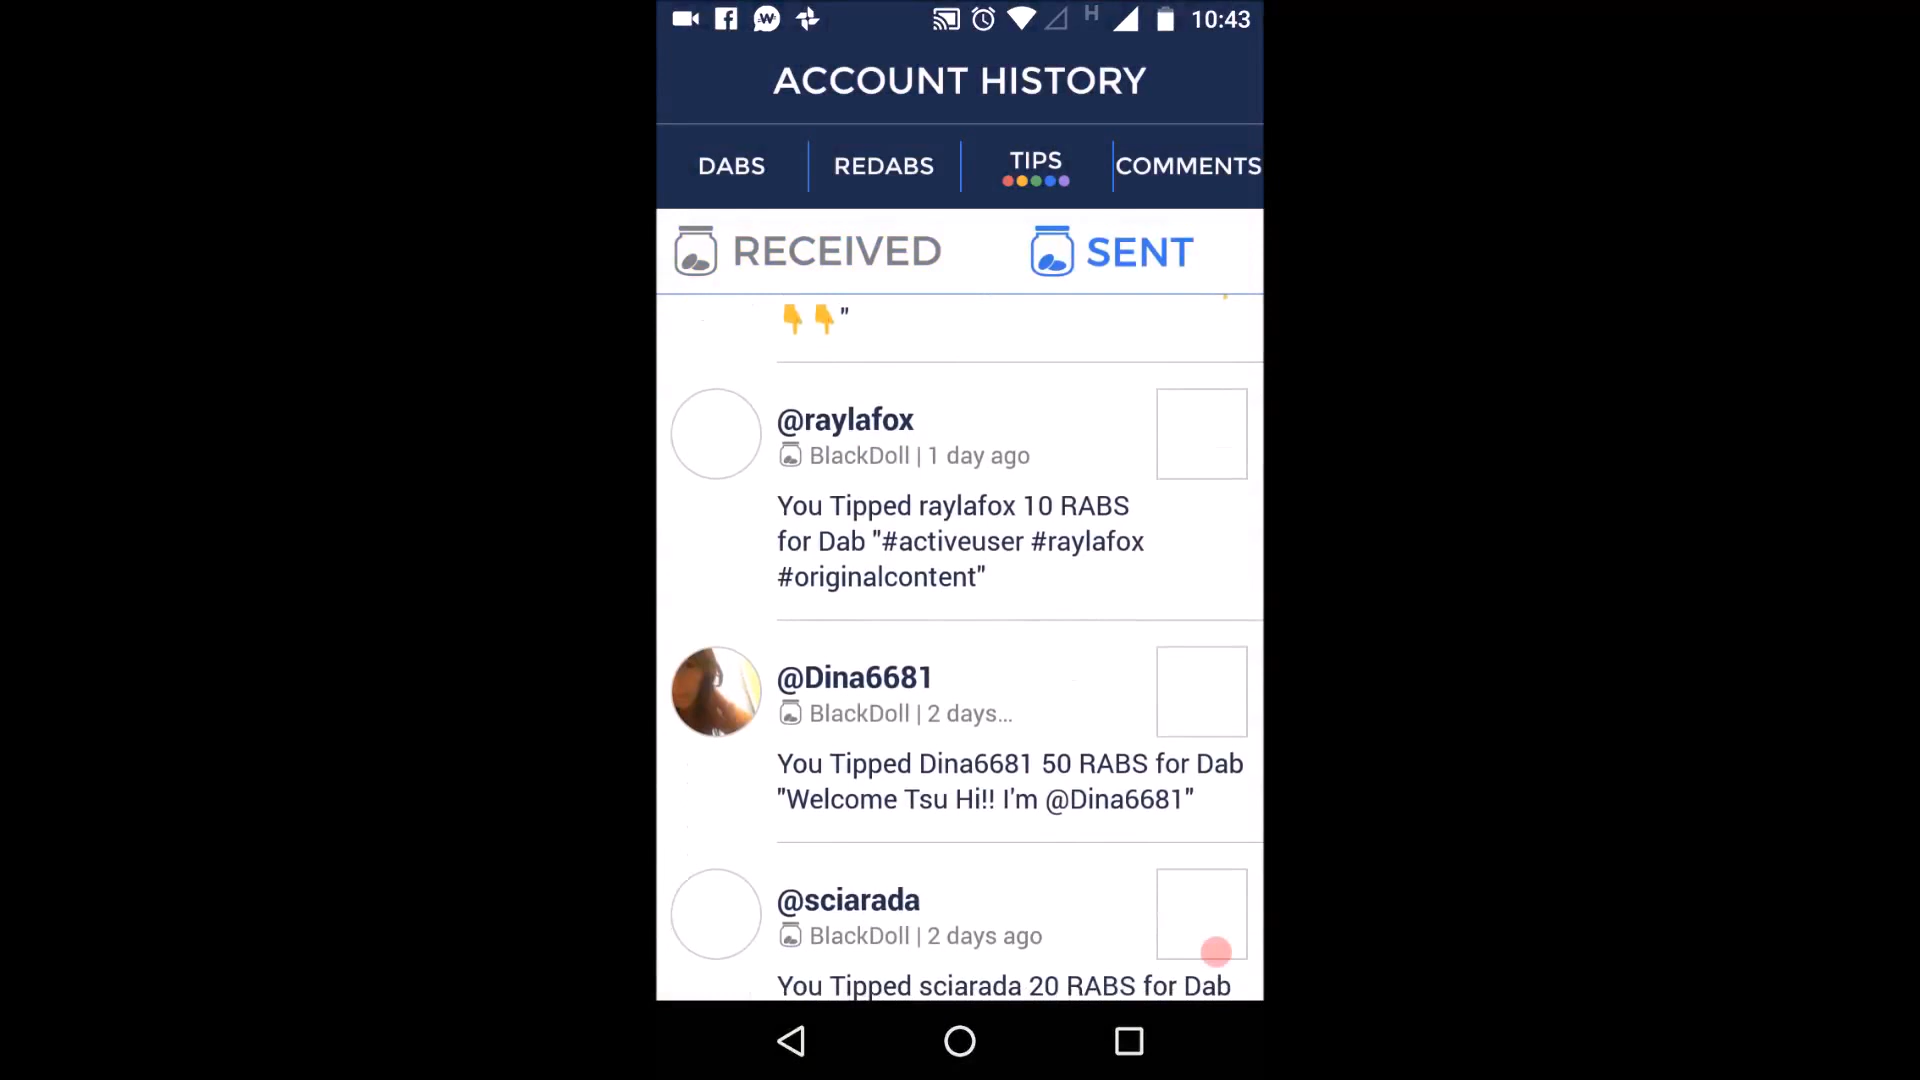 H 10:43
ACCOUNT HISTORY
DABS REDABS TIPS COMMENTS
RECEIVED SENT
👇👇"
@raylafox
BlackDoll | 1 day ago
You Tipped raylafox 10 RABS
for Dab "#activeuser #raylafox
#originalcontent"
@Dina6681
BlackDoll | 2 days...
You Tipped Dina6681 50 RABS for Dab
"Welcome Tsu Hi!! I'm @Dina6681"
@sciarada
BlackDoll | 2 days ago
You Tipped sciarada 20 RABS for Dab